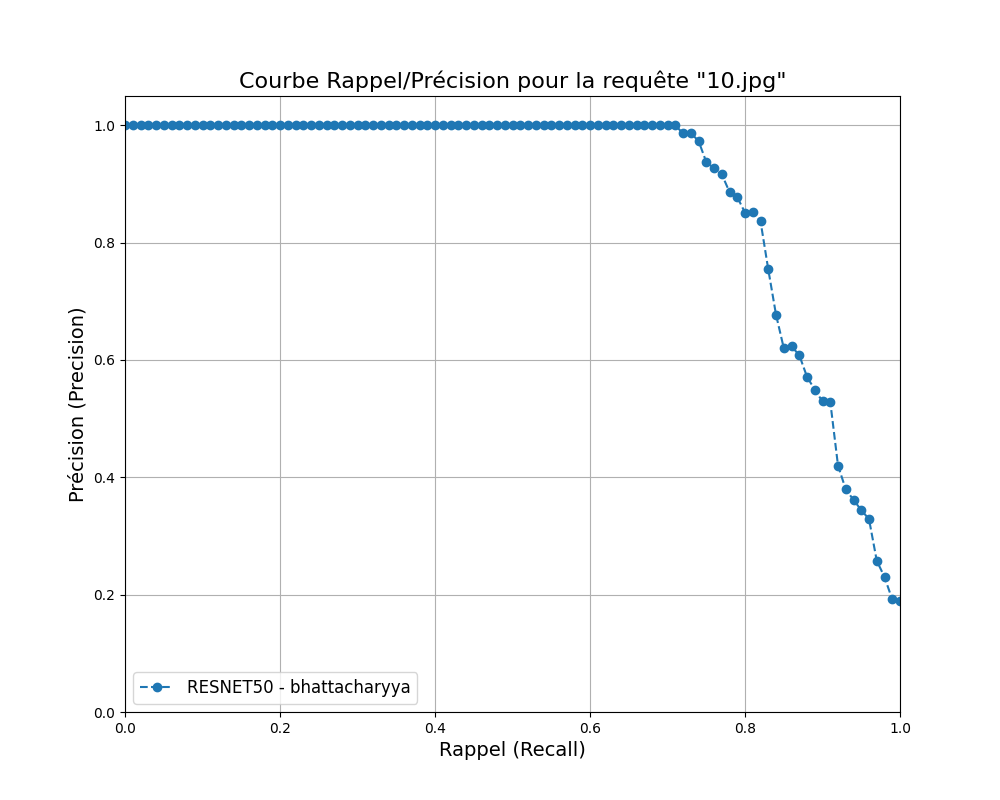 Courbe Rappel/Précision pour la requête "10.jpg"
Précision (Precision)
1.0
0.8
0.6
0.4
0.2
0.0
RESNET50 - bhattacharyya
0.0 0.2 0.4 0.6 0.8 1.0
Rappel (Recall)